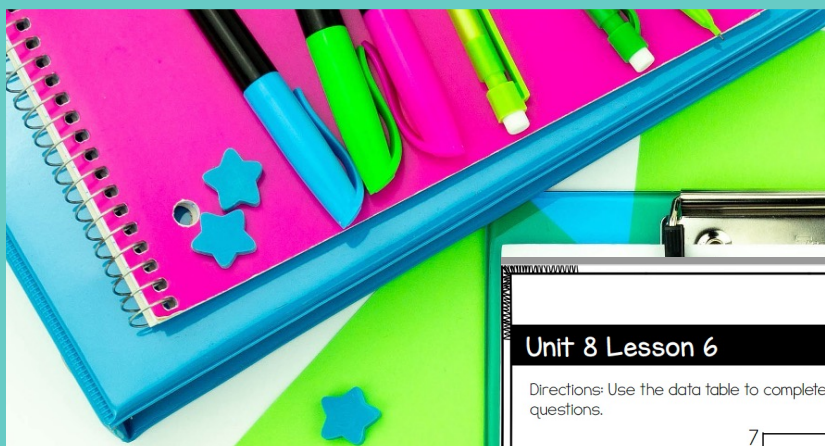 Unit 8 Lesson 6
Directions: Use the data table to complete
questions.
7